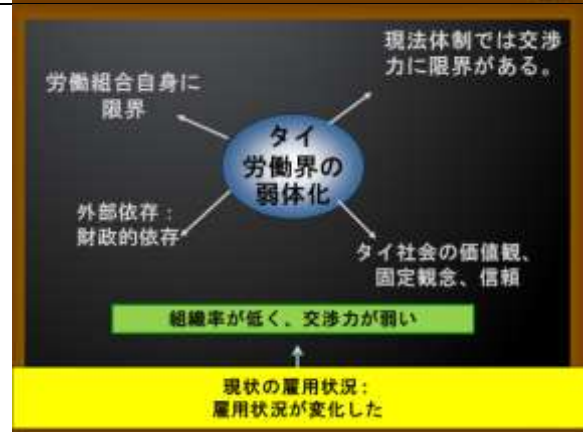 現法体制では交渉
力に限界がある。
労働組合自身に
限界
タイ
労働界の
弱体化
外部依存：
財政的依存
タイ社会の価値観、
固定観念、信頼
組織率が低く、交渉力が弱い
現状の雇用状況：
雇用状況が変化した